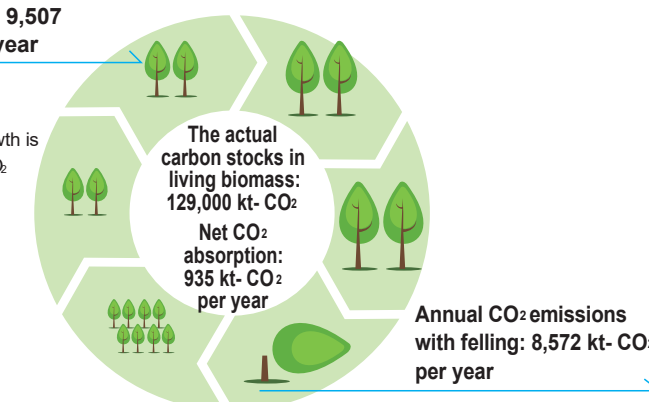 9,507
year
is
The actual
carbon stocks in
living biomass:
129,000 kt- CO₂
Net CO₂
absorption:
935 kt- CO₂
per year
Annual CO₂ emissions
with felling: 8,572 kt- CO₂
per year